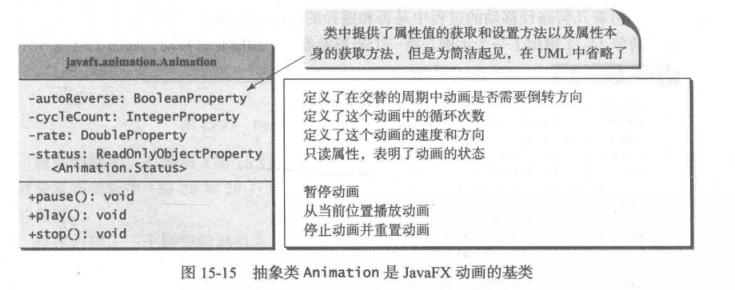 类中提供了属性值的获取和设置方法以及属性本
身的获取方法，但是为简洁起见，在 UML 中省略了
javafx.animation.Animation
-autoReverse: BooleanProperty
-cycleCount: IntegerProperty
-rate: DoubleProperty
-status: ReadOnlyObjectProperty
<Animation.Status>
+pause(): void
+play(): void
+stop(): void
定义了在交替的周期中动画是否需要倒转方向
定义了这个动画中的循环次数
定义了这个动画的速度和方向
只读属性，表明了动画的状态
暂停动画
从当前位置播放动画
停止动画并重置动画
图 15-15 抽象类 Animation 是 JavaFX 动画的基类